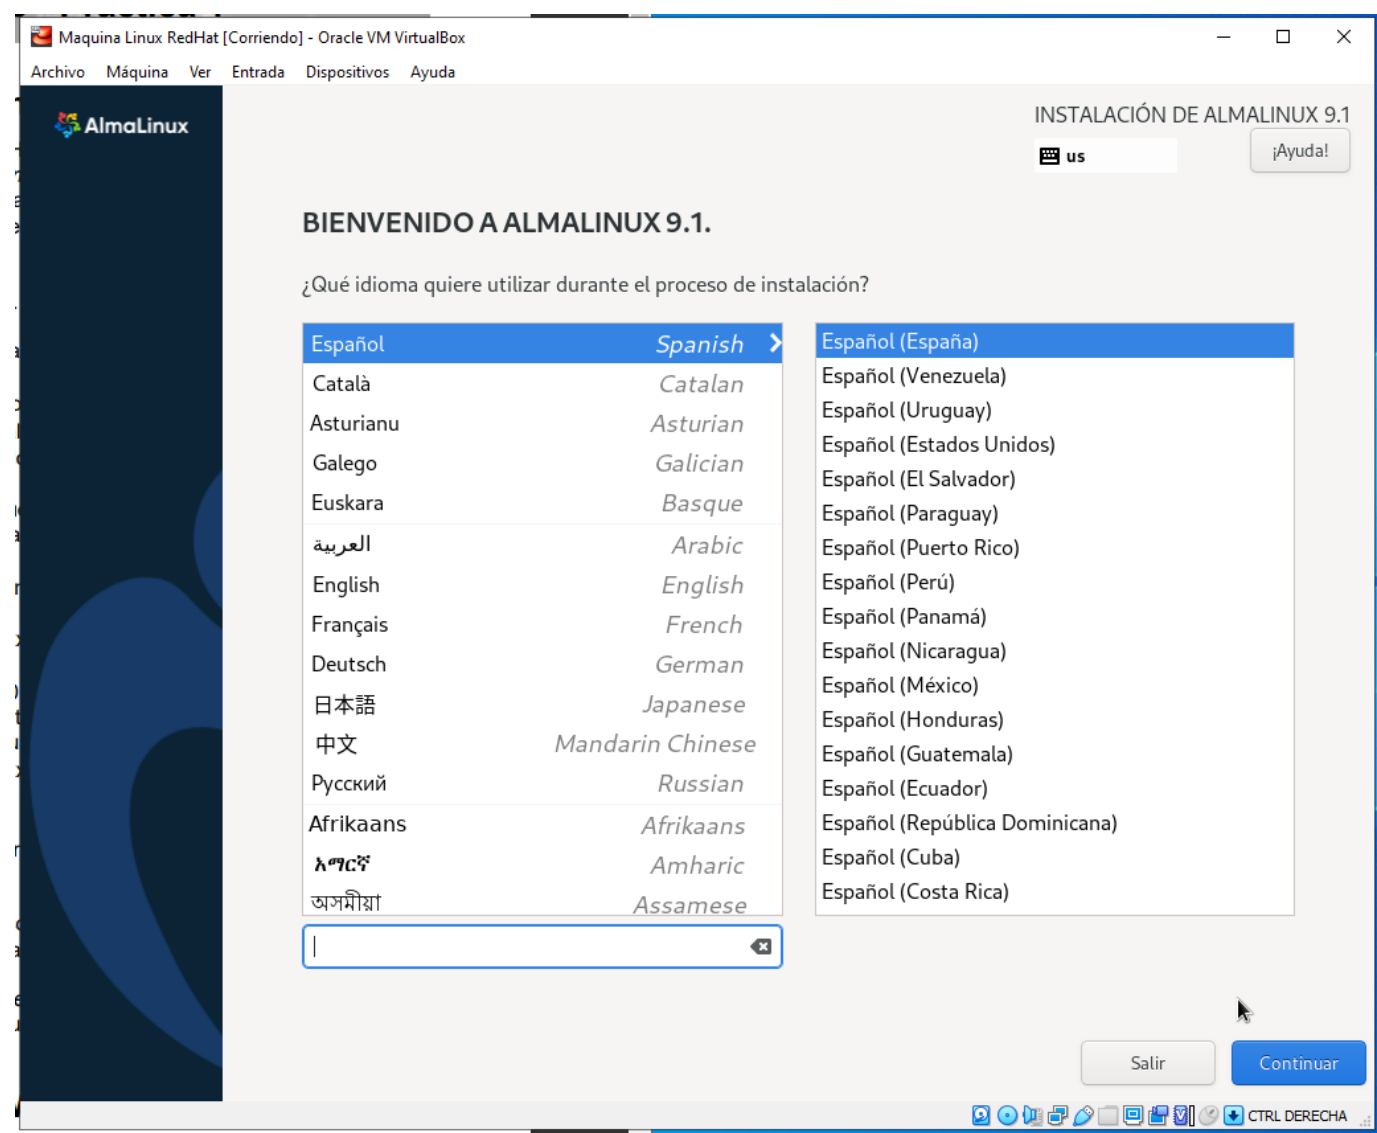 Maquina Linux RedHat [Corriendo] - Oracle VM VirtualBox
Archivo Máquina Ver Entrada Dispositivos Ayuda
AlmaLinux
INSTALACIÓN DE ALMALINUX 9.1
us
¡Ayuda!
BIENVENIDO A ALMALINUX 9.1.
¿Qué idioma quiere utilizar durante el proceso de instalación?
Español Spanish
Català Catalan
Asturianu Asturian
Galego Galician
Euskara Basque
العربية Arabic
English English
Français French
Deutsch German
日本語 Japanese
中文 Mandarin Chinese
Русский Russian
Afrikaans Afrikaans
አማርኛ Amharic
অসমীয়া Assamese
Español (España)
Español (Venezuela)
Español (Uruguay)
Español (Estados Unidos)
Español (El Salvador)
Español (Paraguay)
Español (Puerto Rico)
Español (Perú)
Español (Panamá)
Español (Nicaragua)
Español (México)
Español (Honduras)
Español (Guatemala)
Español (Ecuador)
Español (República Dominicana)
Español (Cuba)
Español (Costa Rica)
Salir
Continuar
CTRL DERECHA